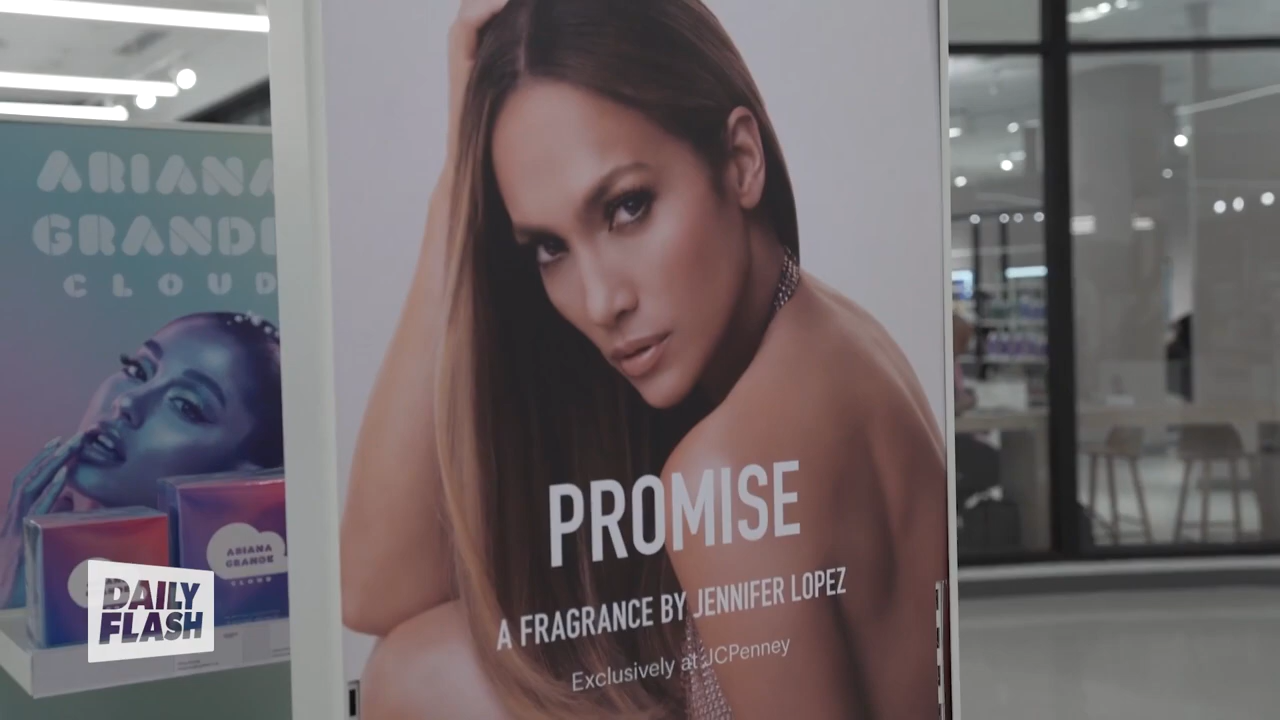 ARIANA
GRANDE
CLOUD
ARIANA
GRANDE
CLOUD
DAILY
FLASH
PROMISE
A FRAGRANCE BY JENNIFER LOPEZ
Exclusively at JCPenney